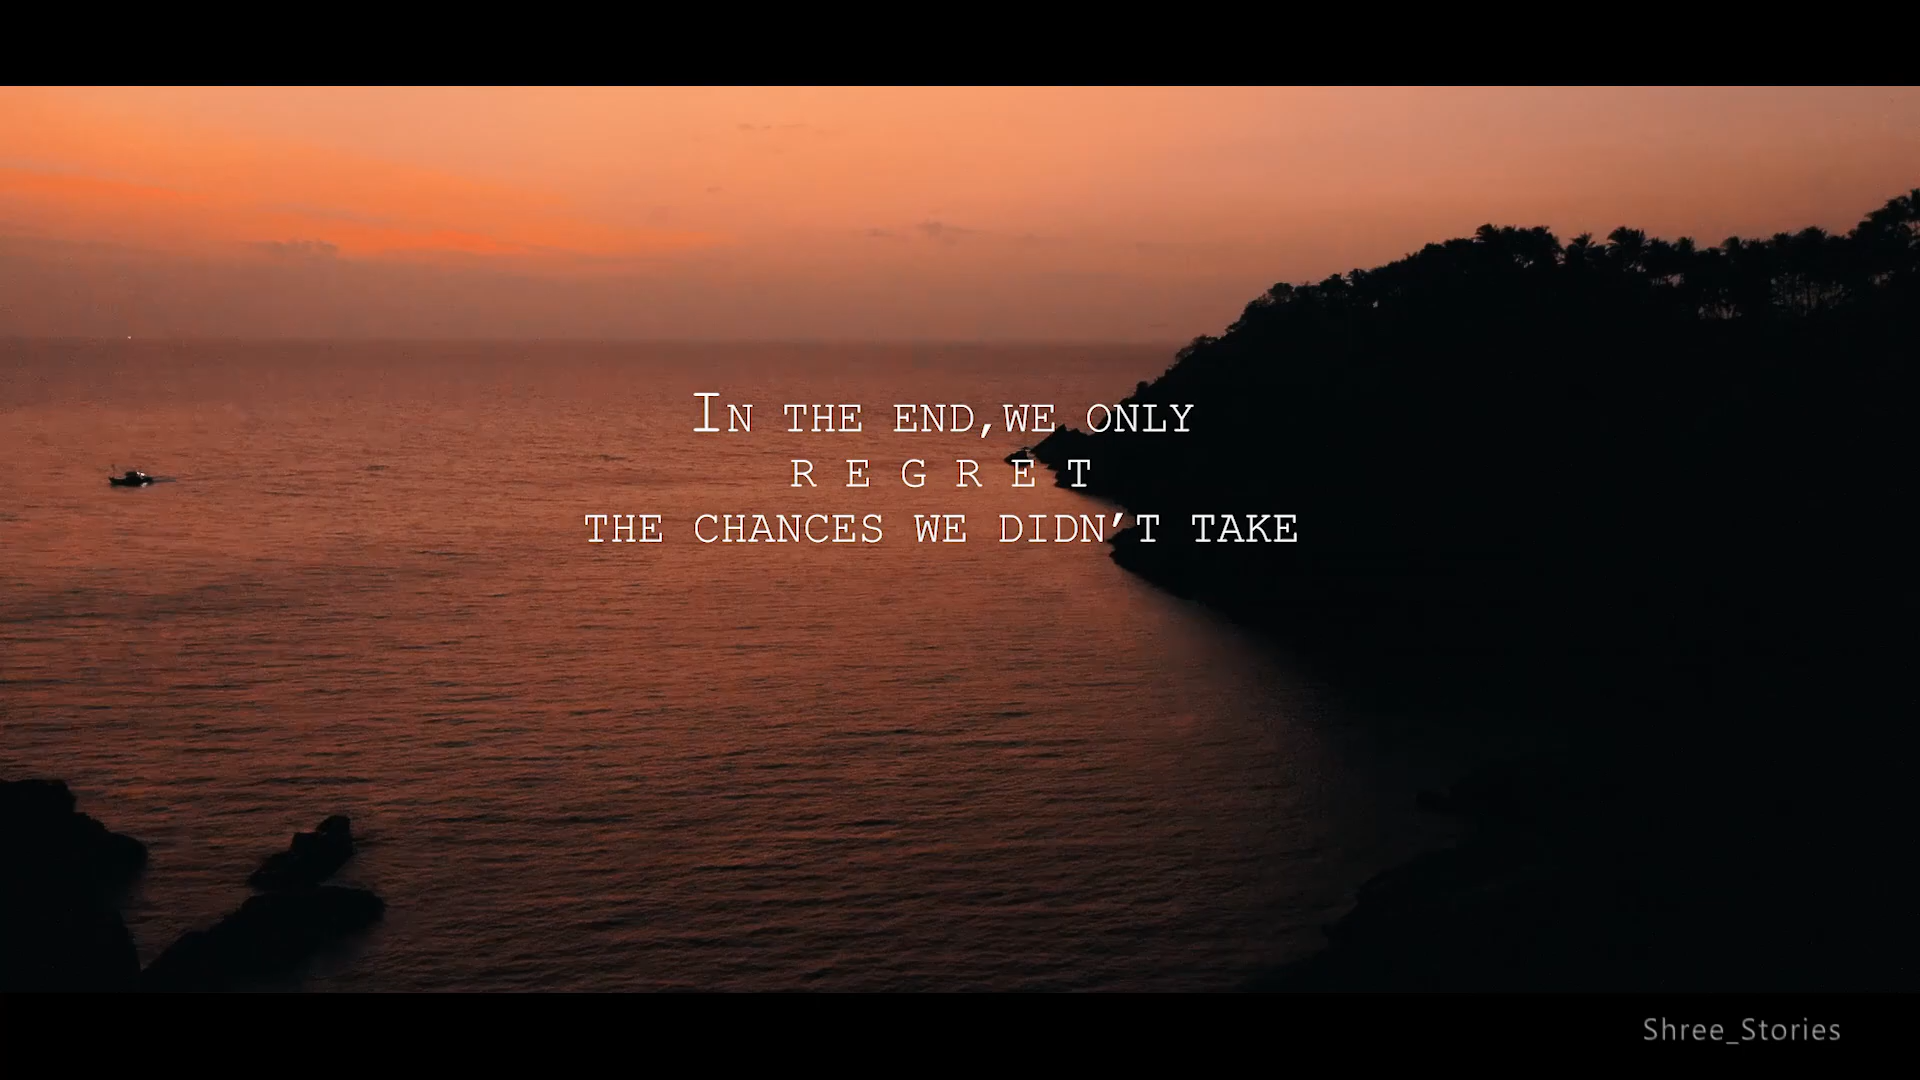 In the end,we only
R E G R E T
the chances we didn't take
Shree_Stories